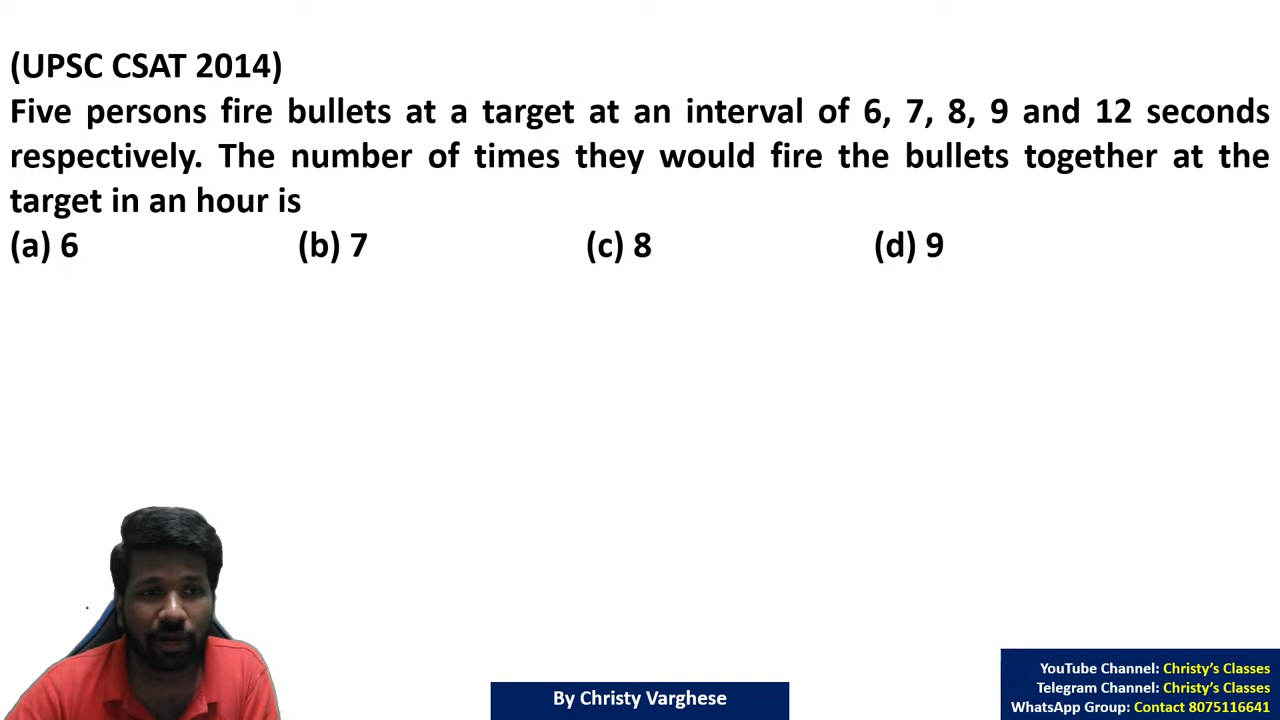 (UPSC CSAT 2014)
Five persons fire bullets at a target at an interval of 6, 7, 8, 9 and 12 seconds
respectively. The number of times they would fire the bullets together at the
target in an hour is
(a) 6 (b) 7 (c) 8 (d) 9
By Christy Varghese
YouTube Channel: Christy's Classes
Telegram Channel: Christy's Classes
WhatsApp Group: Contact 8075116641